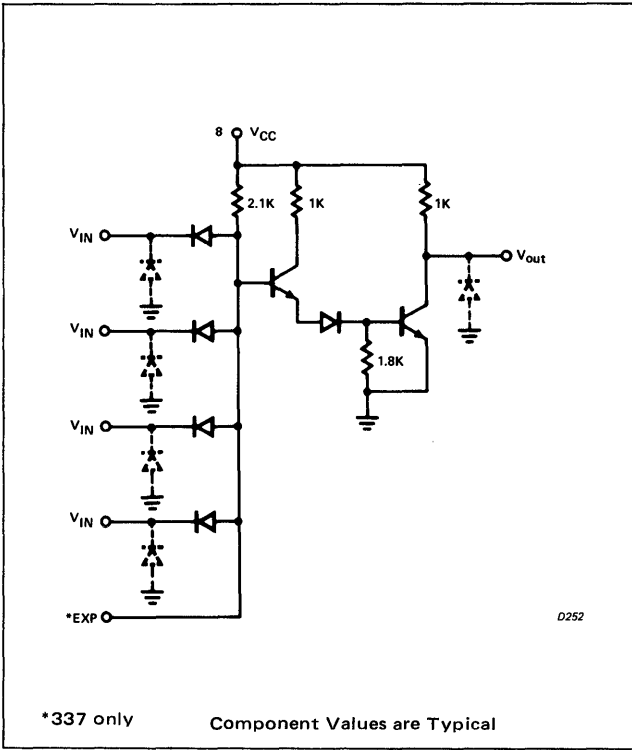 8 VCC
2.1K 1K 1K
VIN
Vout
VIN
1.8K
VIN
VIN
*EXP
D252
*337 only
Component Values are Typical